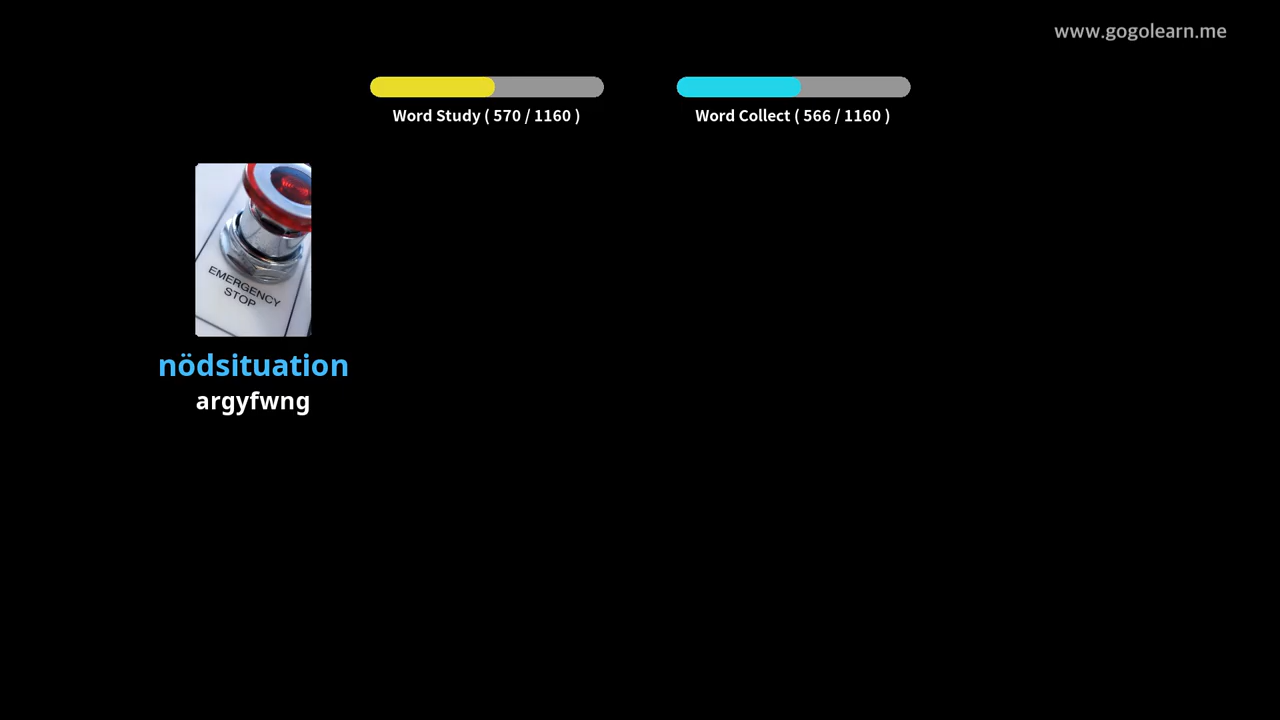 www.gogolearn.me
Word Study ( 570 / 1160 )
Word Collect ( 566 / 1160 )
EMERGENCY
STOP
nödsituation
argyfwng